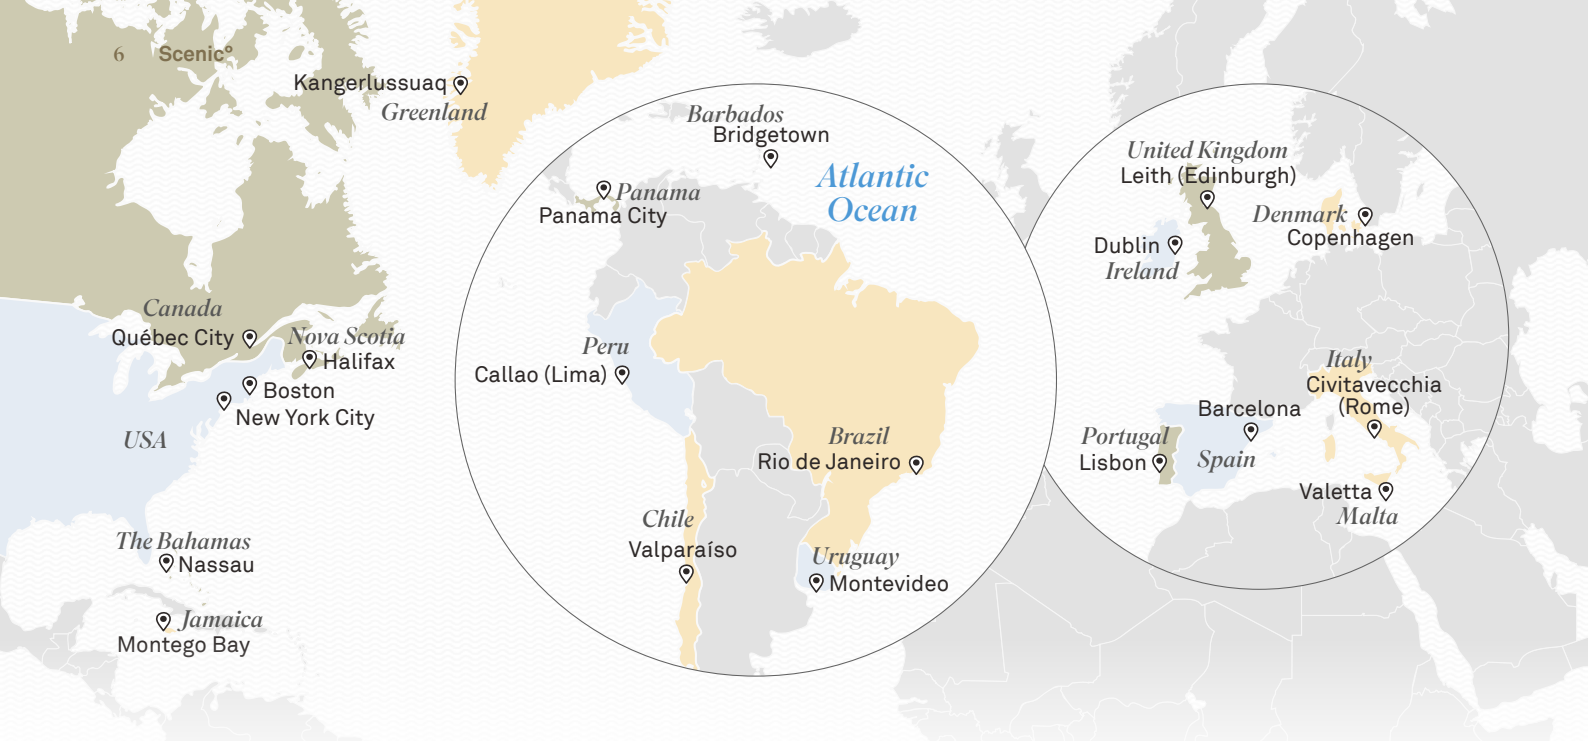 6 Scenic°
Kangerlussuaq
Greenland
Canada
Québec City
Nova Scotia
Halifax
Boston
New York City
USA
The Bahamas
Nassau
Jamaica
Montego Bay
Barbados
Bridgetown
Atlantic
Ocean
Panama
Panama City
Peru
Callao (Lima)
Brazil
Rio de Janeiro
Chile
Valparaíso
Uruguay
Montevideo
United Kingdom
Leith (Edinburgh)
Denmark
Copenhagen
Dublin
Ireland
Italy
Civitavecchia
(Rome)
Barcelona
Portugal
Lisbon
Spain
Valetta
Malta